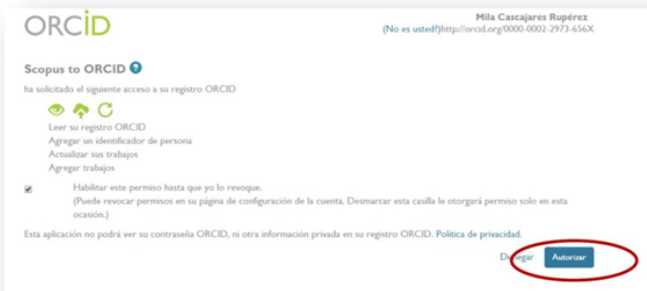 ORCID
Mila Cascajares Rupérez
(No es usted?)http://orcid.org/0000-0002-2973-656X
Scopus to ORCID ?
ha solicitado el siguiente acceso a su registro ORCID
Leer su registro ORCID
Agregar un identificador de persona
Actualizar sus trabajos
Agregar trabajos
Habilitar este permiso hasta que yo lo revoque.
(Puede revocar permisos en su página de configuración de la cuenta. Desmarcar esta casilla le otorgará permiso solo en esta
ocasión.)
Esta aplicación no podrá ver su contraseña ORCID, ni otra información privada en su registro ORCID. Política de privacidad.
Denegar Autorizar